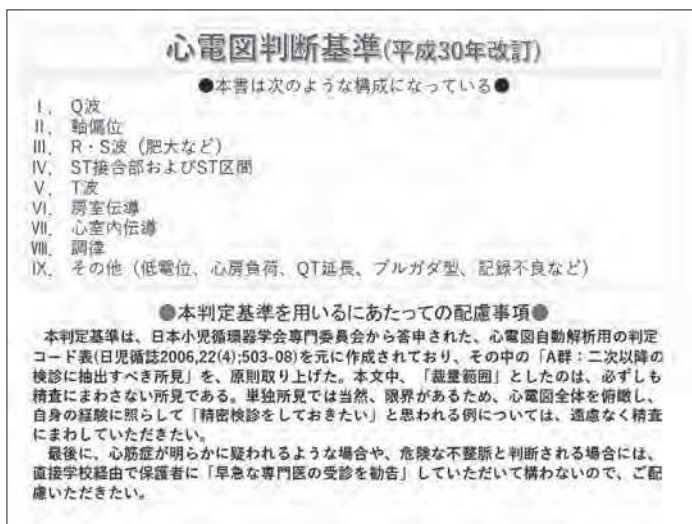 心電図判断基準(平成30年改訂)
●本書は次のような構成になっている●
I. Q波
II. 軸偏位
III. R・S波（肥大など）
IV. ST接合部およびST区間
V. T波
VI. 房室伝導
VII. 心室内伝導
VIII. 調律
IX. その他（低電位、心房負荷、QT延長、ブルガダ型、記録不良など）
●本判定基準を用いるにあたっての配慮事項●
本判定基準は、日本小児循環器学会専門委員会から答申された、心電図自動解析用の判定
コード表(日児循誌2006,22(4);503-08)を元に作成されており、その中の「A群：二次以降の
検診に抽出すべき所見」を、原則取り上げた。本文中、「裁量範囲」としたのは、必ずしも
精査にまわさない所見である。単独所見では当然、限界があるため、心電図全体を俯瞰し、
自身の経験に照らして「精密検診をしておきたい」と思われる例については、遠慮なく精査
にまわしていただきたい。
最後に、心筋症が明らかに疑われるような場合や、危険な不整脈と判断される場合には、
直接学校経由で保護者に「早急な専門医の受診を勧告」していただいて構わないので、ご配
慮いただきたい。